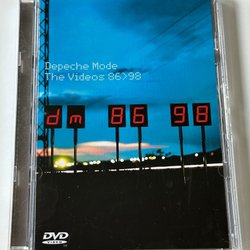 Depeche Mode
The Videos 86>98
dm 86 98
DVD
VIDEO